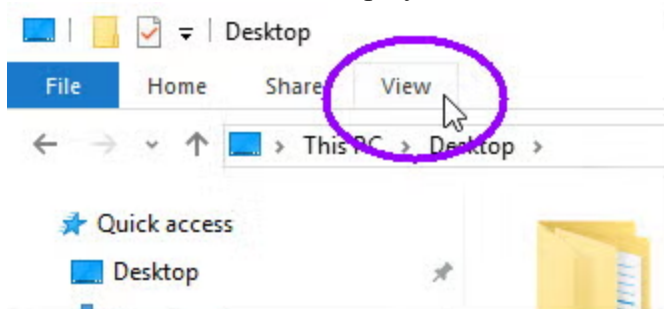 Desktop
File Home Share View
This PC > Desktop >
Quick access
Desktop